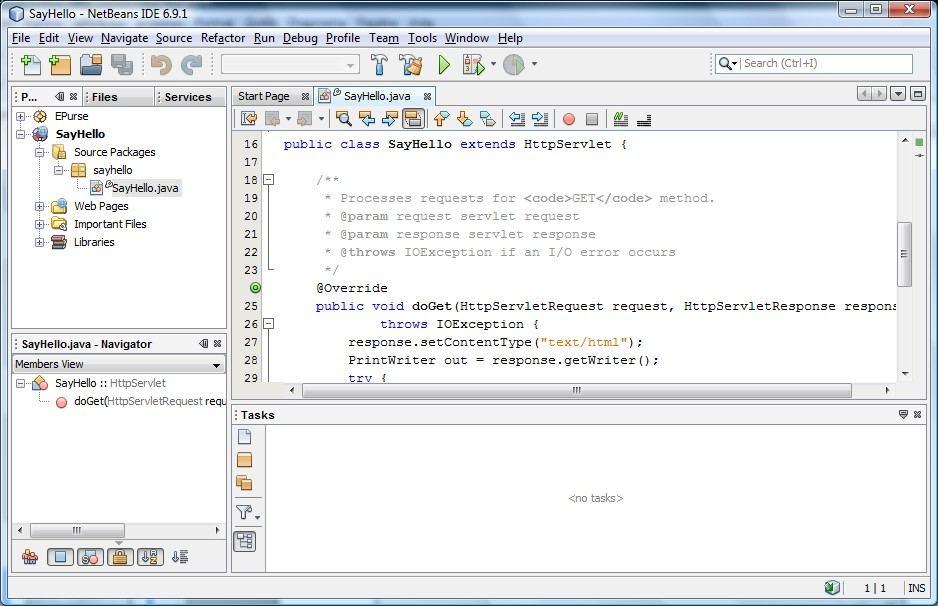 SayHello - NetBeans IDE 6.9.1
File Edit View Navigate Source Refactor Run Debug Profile Team Tools Window Help
Search (Ctrl+I)
P... Files Services
EPurse
SayHello
Source Packages
sayhello
SayHello.java
Web Pages
Important Files
Libraries
SayHello.java - Navigator
Members View
SayHello :: HttpServlet
doGet(HttpServletRequest requ
Start Page SayHello.java
16 public class SayHello extends HttpServlet {
17
18 /**
19 * Processes requests for <code>GET</code> method.
20 * @param request servlet request
21 * @param response servlet response
22 * @throws IOException if an I/O error occurs
23 */
@Override
25 public void doGet(HttpServletRequest request, HttpServletResponse respons
26 throws IOException {
27 response.setContentType("text/html");
28 PrintWriter out = response.getWriter();
29 try {
Tasks
<no tasks>
1 | 1 INS